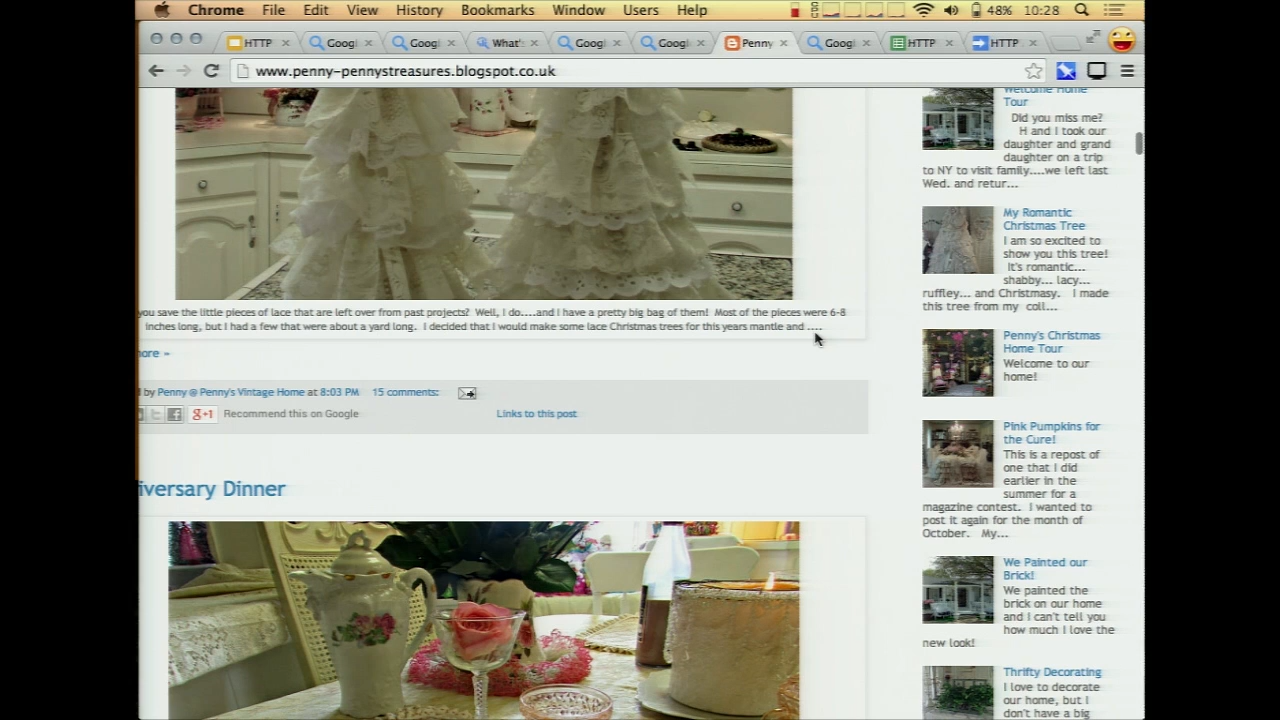 Chrome File Edit View History Bookmarks Window Users Help
48% 10:28
HTTP
Googl
Googl
What's
Googl
Googl
Penny
Googl
HTTP
HTTP
www.penny-pennystreasures.blogspot.co.uk
you save the little pieces of lace that are left over from past projects? Well, I do....and I have a pretty big bag of them! Most of the pieces were 6-8
inches long, but I had a few that were about a yard long. I decided that I would make some lace Christmas trees for this years mantle and ....
ore »
by Penny @ Penny's Vintage Home at 8:03 PM 15 comments:
g+1 Recommend this on Google
Links to this post
iversary Dinner
Welcome Home
Tour
Did you miss me?
H and I took our
daughter and grand
daughter on a trip
to NY to visit family....we left last
Wed. and retur...
My Romantic
Christmas Tree
I am so excited to
show you this tree!
It's romantic...
shabby... lacy...
ruffley... and Christmasy. I made
this tree from my coll...
Penny's Christmas
Home Tour
Welcome to our
home!
Pink Pumpkins for
the Cure!
This is a repost of
one that I did
earlier in the
summer for a
magazine contest. I wanted to
post it again for the month of
October. My...
We Painted our
Brick!
We painted the
brick on our home
and I can't tell you
how much I love the
new look!
Thrifty Decorating
I love to decorate
our home, but I
don't have a big